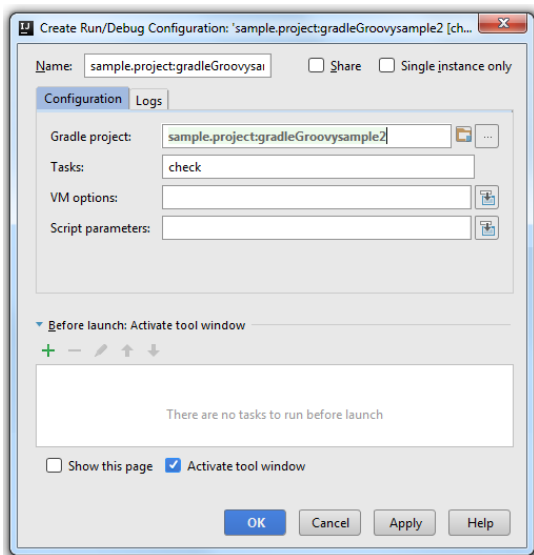 Create Run/Debug Configuration: 'sample.project:gradleGroovysample2 [ch...
Name: sample.project:gradleGroovysa Share Single instance only
Configuration Logs
Gradle project: sample.project:gradleGroovysample2
Tasks: check
VM options:
Script parameters:
Before launch: Activate tool window
There are no tasks to run before launch
Show this page Activate tool window
OK Cancel Apply Help